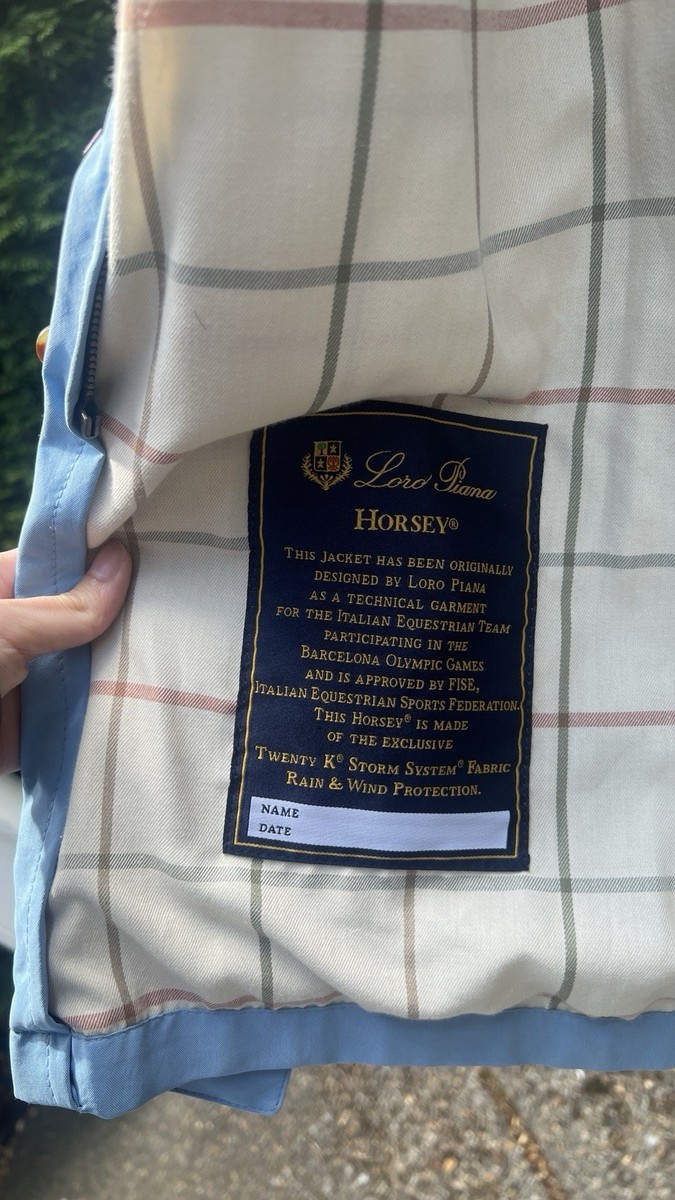 Loro Piana
HORSEY®
THIS JACKET HAS BEEN ORIGINALLY
DESIGNED BY LORO PIANA
AS A TECHNICAL GARMENT
FOR THE ITALIAN EQUESTRIAN TEAM
PARTICIPATING IN THE
BARCELONA OLYMPIC GAMES
AND IS APPROVED BY FISE,
ITALIAN EQUESTRIAN SPORTS FEDERATION.
THIS HORSEY® IS MADE
OF THE EXCLUSIVE
TWENTY K® STORM SYSTEM® FABRIC
RAIN & WIND PROTECTION.
NAME
DATE